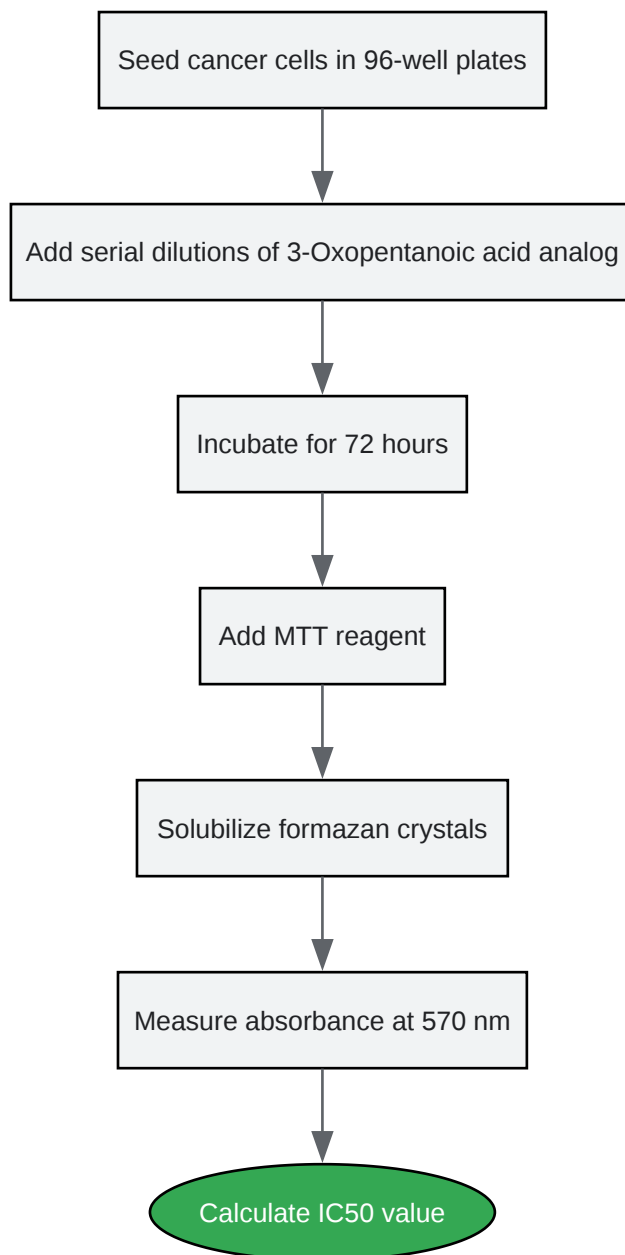 Seed cancer cells in 96-well plates
Add serial dilutions of 3-Oxopentanoic acid analog
Incubate for 72 hours
Add MTT reagent
Solubilize formazan crystals
Measure absorbance at 570 nm
Calculate IC50 value